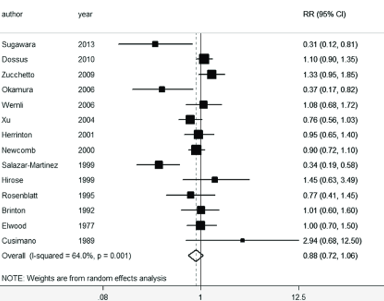 author year RR (95% CI)
Sugawara 2013 0.31 (0.12, 0.81)
Dossus 2010 1.10 (0.90, 1.35)
Zucchetto 2009 1.33 (0.95, 1.85)
Okamura 2006 0.37 (0.17, 0.82)
Wernli 2006 1.08 (0.68, 1.72)
Xu 2004 0.76 (0.56, 1.03)
Herrinton 2001 0.95 (0.65, 1.40)
Newcomb 2000 0.90 (0.72, 1.10)
Salazar-Martinez 1999 0.34 (0.19, 0.58)
Hirose 1999 1.45 (0.63, 3.49)
Rosenblatt 1995 0.77 (0.41, 1.45)
Brinton 1992 1.01 (0.60, 1.60)
Elwood 1977 1.00 (0.70, 1.50)
Cusimano 1989 2.94 (0.68, 12.50)
Overall (I-squared = 64.0%, p = 0.001) 0.88 (0.72, 1.06)
NOTE: Weights are from random effects analysis
.08 1 12.5